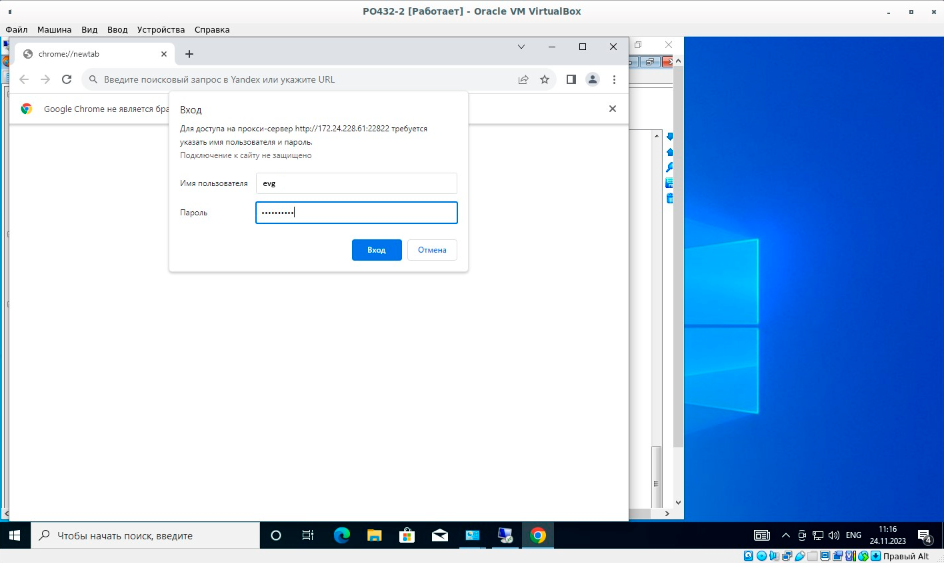 PO432-2 [Работает] - Oracle VM VirtualBox
Файл Машина Вид Ввод Устройства Справка
chrome://newtab
Введите поисковый запрос в Yandex или укажите URL
Google Chrome не является бра
Вход
Для доступа на прокси-сервер http://172.24.228.61:22822 требуется
указать имя пользователя и пароль.
Подключение к сайту не защищено
Имя пользователя evg
Пароль ••••••••••
Вход Отмена
Чтобы начать поиск, введите
ENG
11:16
24.11.2023
4
Правый Alt